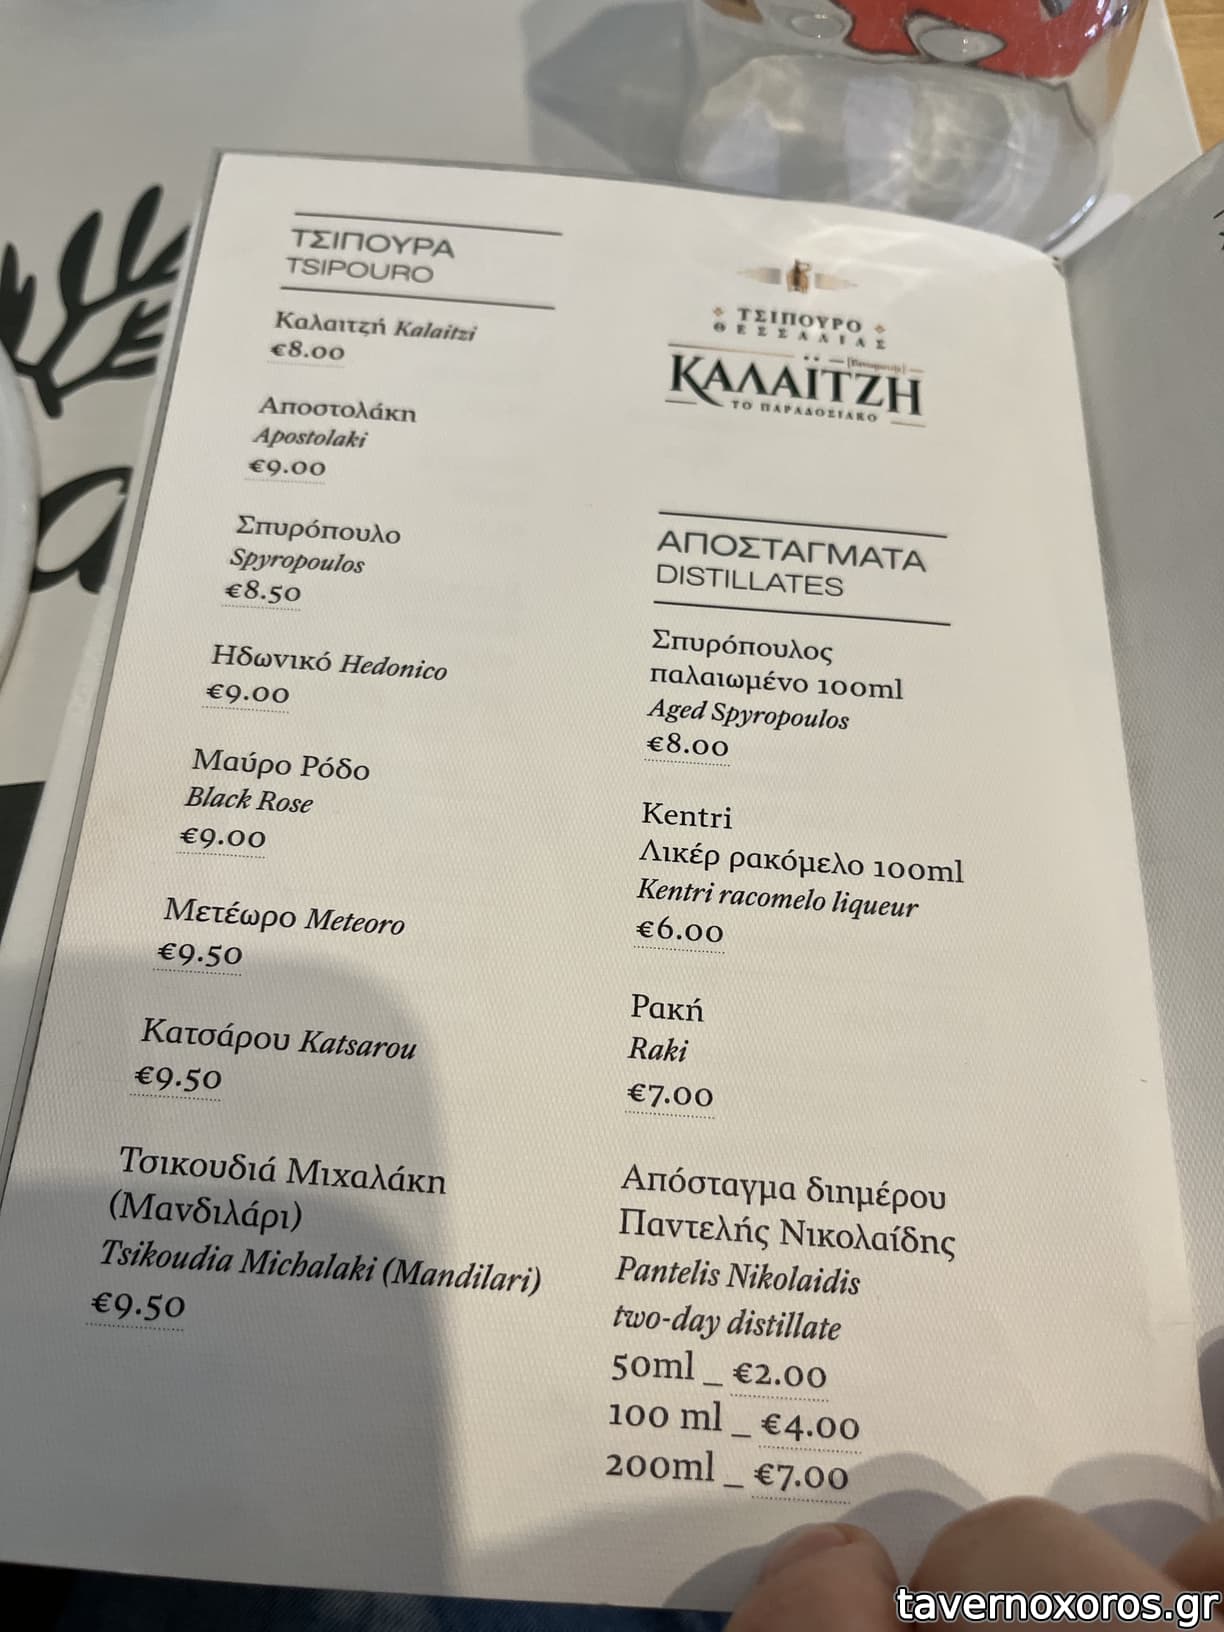 ΤΣΙΠΟΥΡΑ
TSIPOURO
Καλαιτζή Kalaitzi
€8.00
Αποστολάκη
Apostolaki
€9.00
Σπυρόπουλο
Spyropoulos
€8.50
Ηδωνικό Hedonico
€9.00
Μαύρο Ρόδο
Black Rose
€9.00
Μετέωρο Meteoro
€9.50
Κατσάρου Katsarou
€9.50
Τσικουδιά Μιχαλάκη
(Μανδιλάρι)
Tsikoudia Michalaki (Mandilari)
€9.50
ΤΣΙΠΟΥΡΟ
ΘΕΣΣΑΛΙΑΣ
ΚΑΛΑΪΤΖΗ
ΤΟ ΠΑΡΑΔΟΣΙΑΚΟ
ΑΠΟΣΤΑΓΜΑΤΑ
DISTILLATES
Σπυρόπουλος
παλαιωμένο 100ml
Aged Spyropoulos
€8.00
Kentri
Λικέρ ρακόμελο 100ml
Kentri racomelo liqueur
€6.00
Ρακή
Raki
€7.00
Απόσταγμα διημέρου
Παντελής Νικολαίδης
Pantelis Nikolaidis
two-day distillate
50ml _ €2.00
100 ml _ €4.00
200ml _ €7.00
tavernoxoros.gr